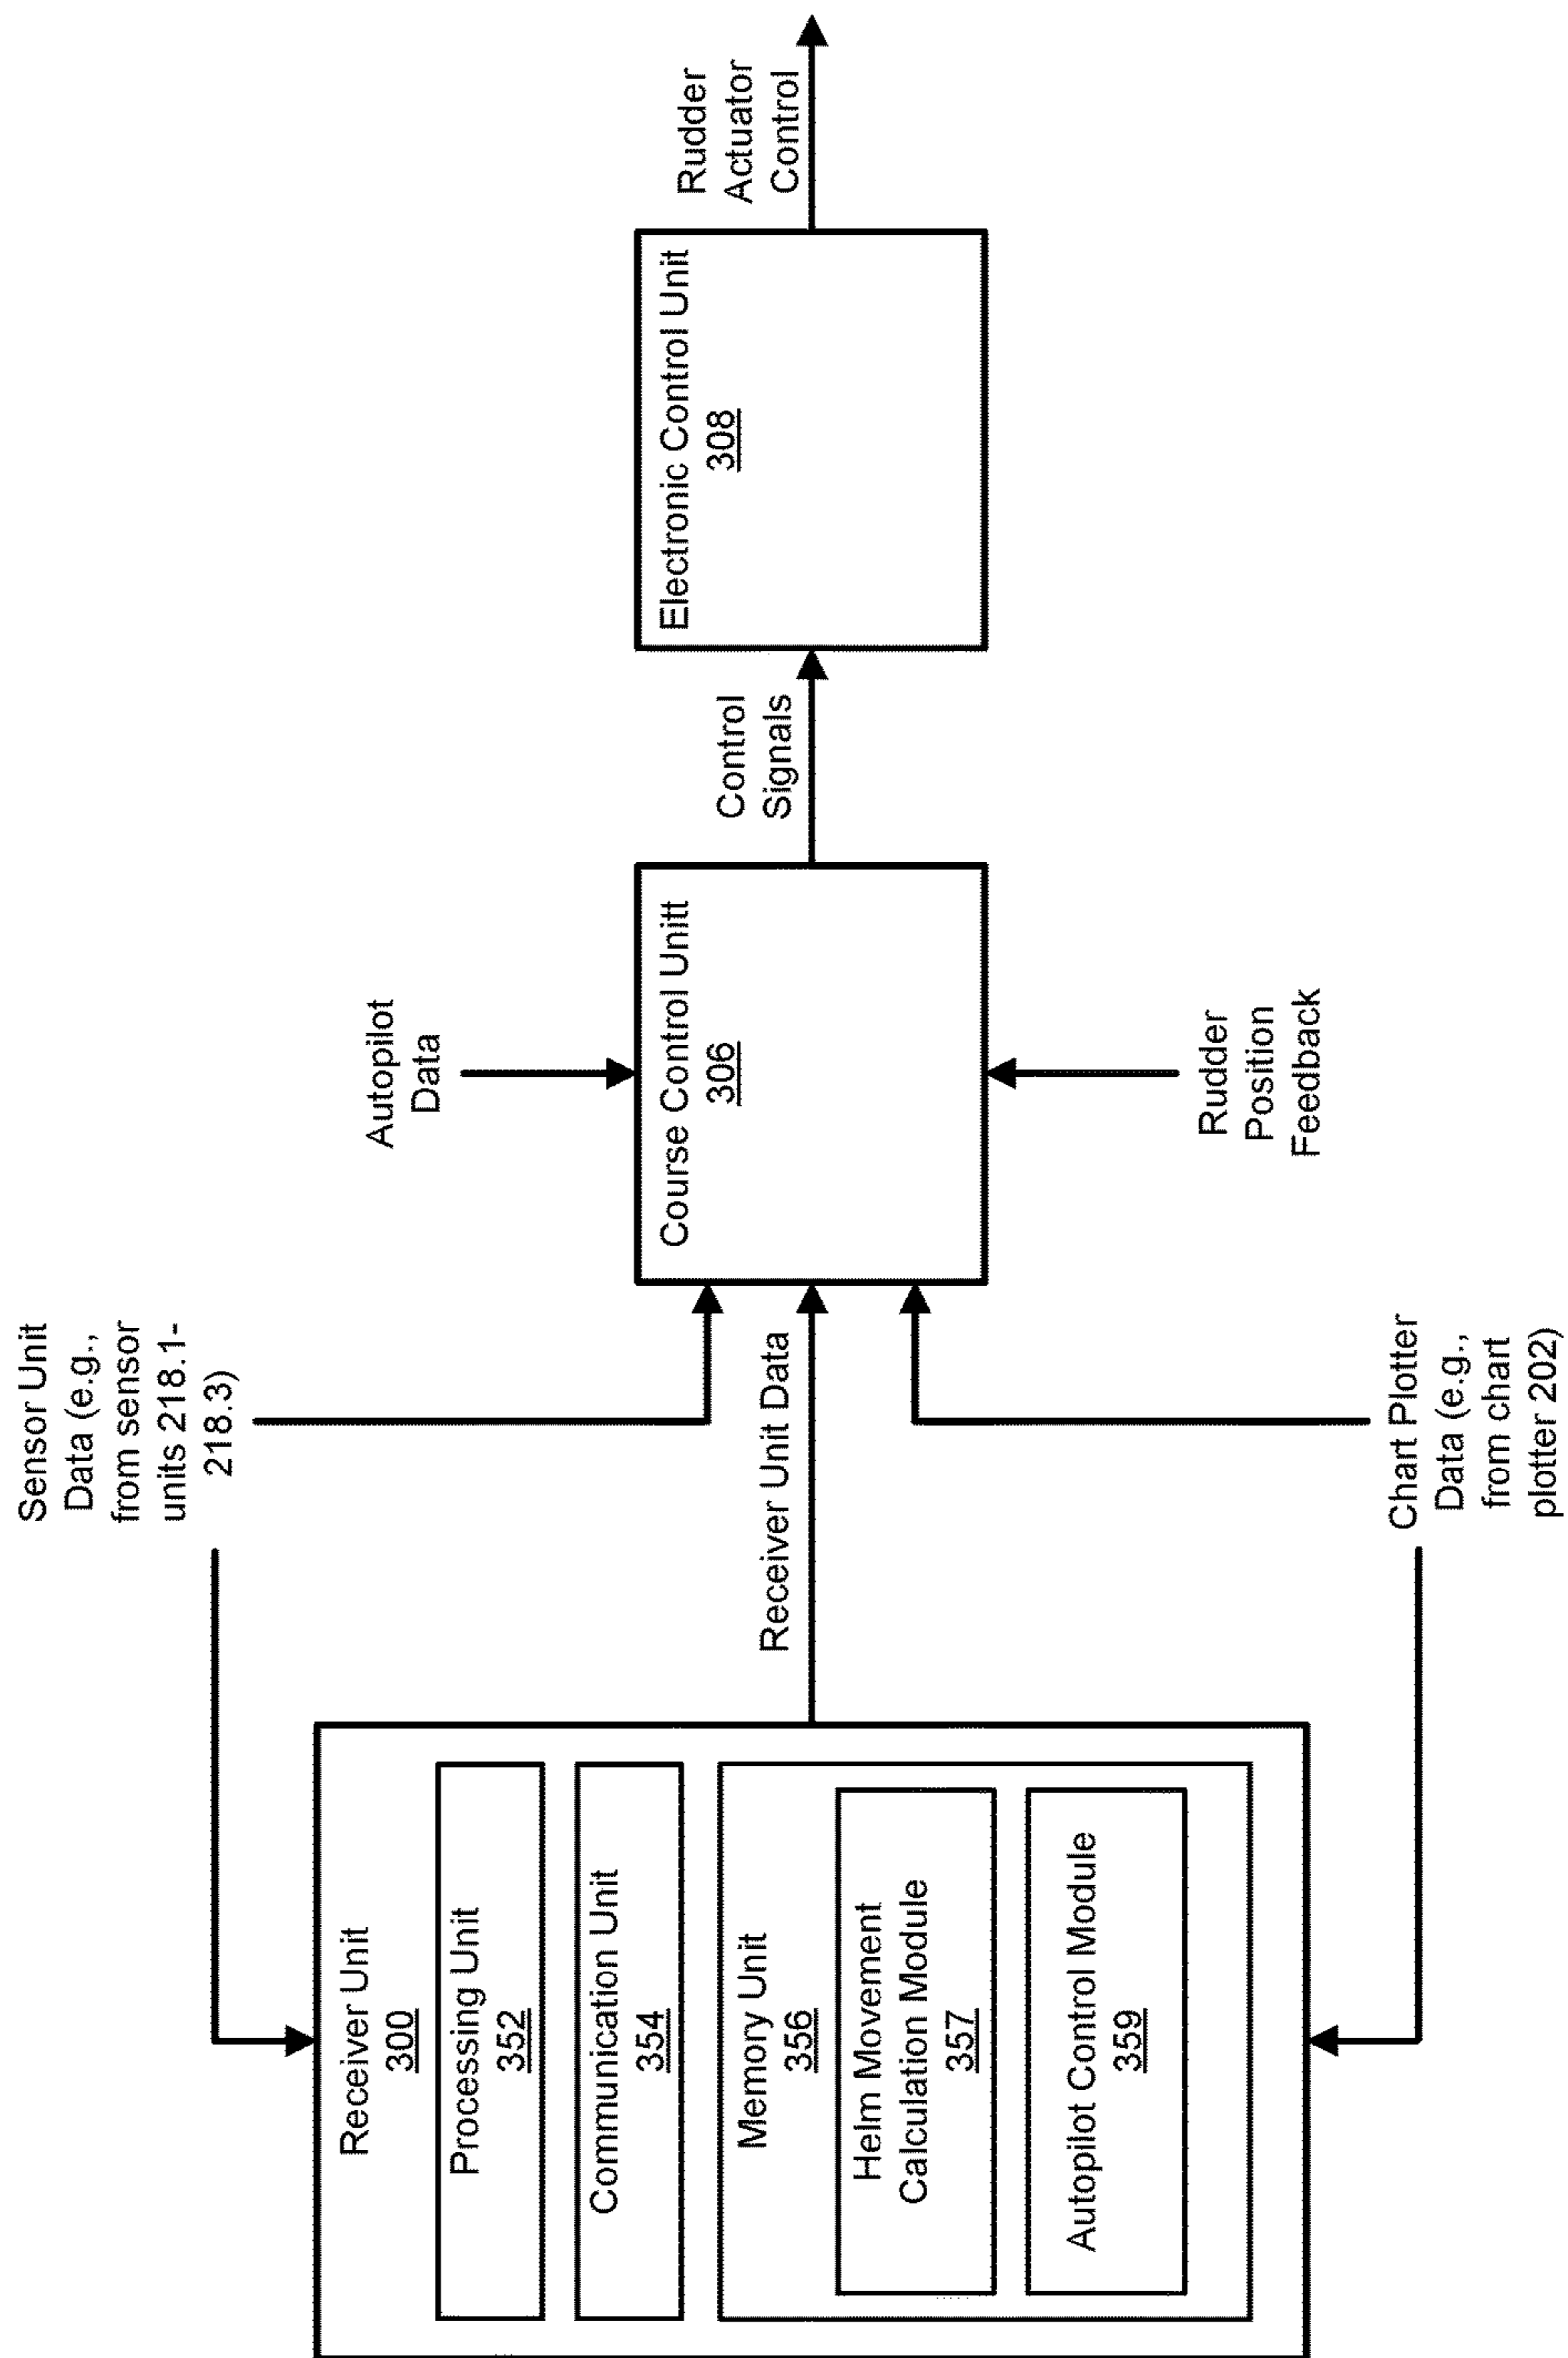 Sensor Unit
Data (e.g.,
from sensor
units 218.1-
218.3)
Receiver Unit
300
Processing Unit
352
Communication Unit
354
Memory Unit
356
Helm Movement
Calculation Module
357
Autopilot Control Module
359
Receiver Unit Data
Chart Plotter
Data (e.g.,
from chart
plotter 202)
Autopilot
Data
Course Control Unitt
306
Rudder
Position
Feedback
Control
Signals
Electronic Control Unit
308
Rudder
Actuator
Control